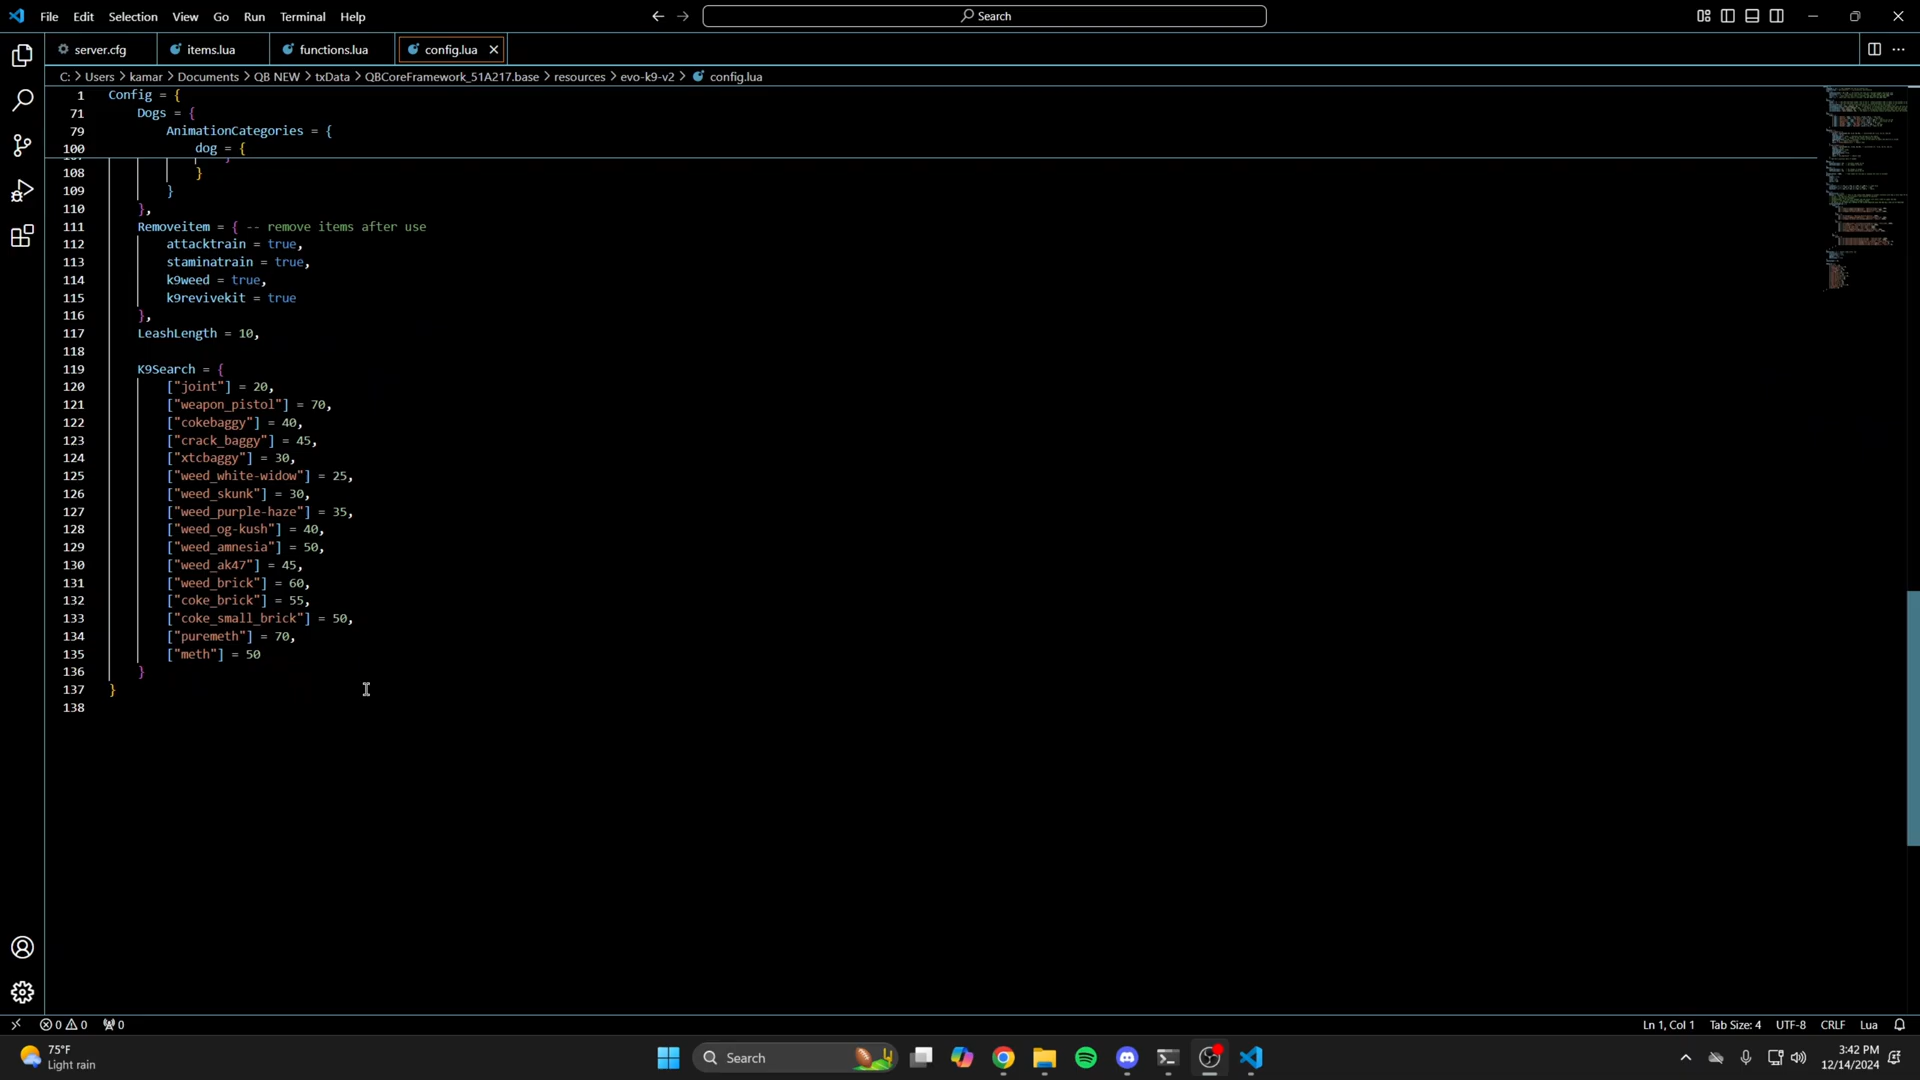 File Edit Selection View Go Run Terminal Help Search
server.cfg items.lua functions.lua config.lua
C: > Users > kamar > Documents > QB NEW > txData > QBCoreFramework_51A217.base > resources > evo-k9-v2 > config.lua
1 Config = {
71 Dogs = {
79 AnimationCategories = {
100 dog = {
108 }
109 }
110 },
111 Removeitem = { -- remove items after use
112 attacktrain = true,
113 staminatrain = true,
114 k9weed = true,
115 k9revivekit = true
116 },
117 LeashLength = 10,
118
119 K9Search = {
120 ["joint"] = 20,
121 ["weapon_pistol"] = 70,
122 ["cokebaggy"] = 40,
123 ["crack_baggy"] = 45,
124 ["xtcbaggy"] = 30,
125 ["weed_white-widow"] = 25,
126 ["weed_skunk"] = 30,
127 ["weed_purple-haze"] = 35,
128 ["weed_og-kush"] = 40,
129 ["weed_amnesia"] = 50,
130 ["weed_ak47"] = 45,
131 ["weed_brick"] = 60,
132 ["coke_brick"] = 55,
133 ["coke_small_brick"] = 50,
134 ["puremeth"] = 70,
135 ["meth"] = 50
136 }
137 }
138
0 0 0 Ln 1, Col 1 Tab Size: 4 UTF-8 CRLF Lua
75°F
Light rain
Search
3:42 PM
12/14/2024